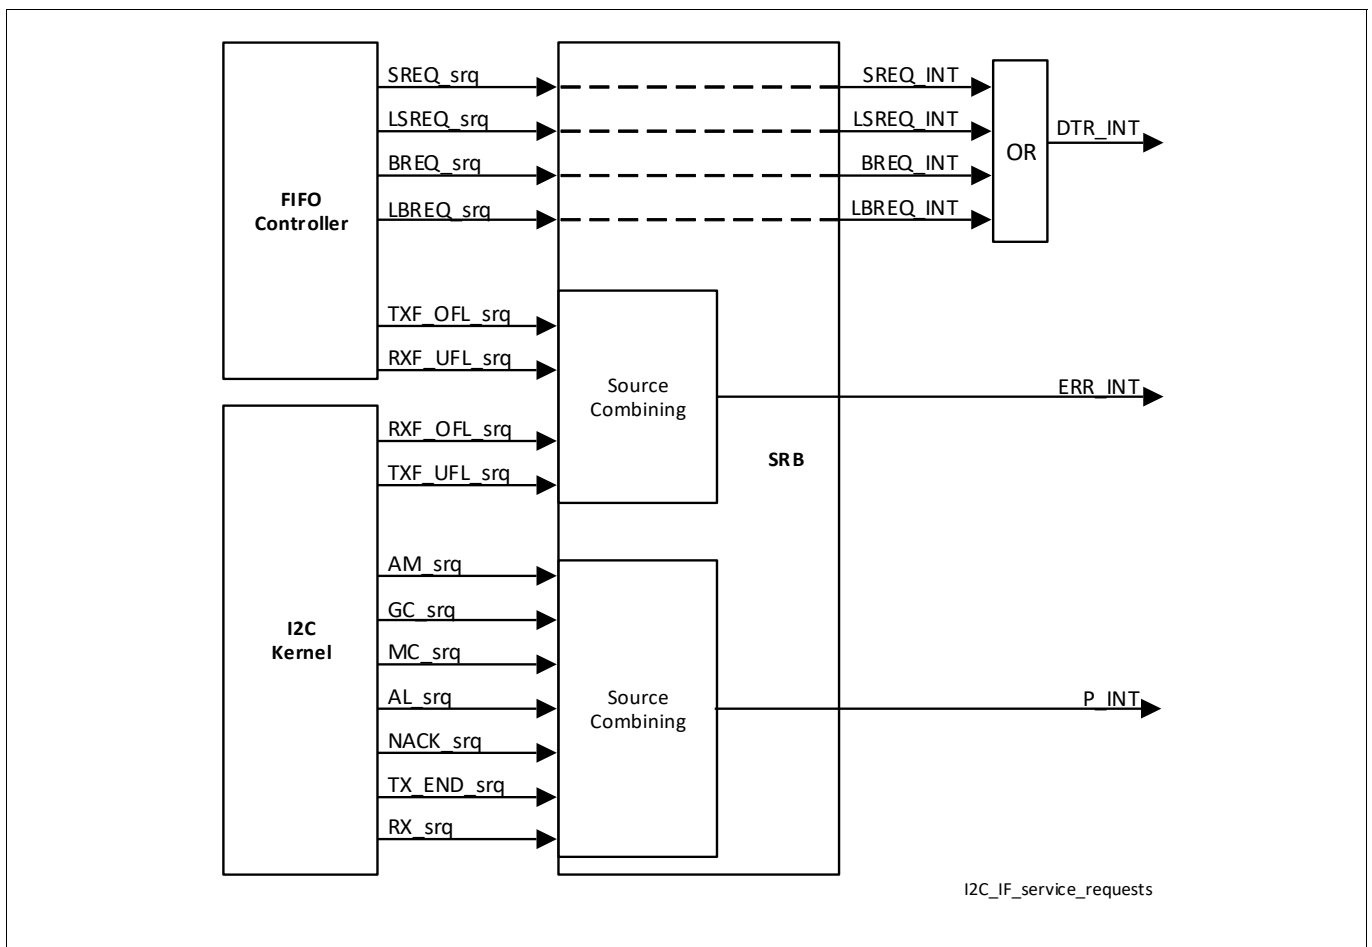 SREQ_srq
LSREQ_srq
BREQ_srq
LBREQ_srq
FIFO
Controller
TXF_OFL_srq
RXF_UFL_srq
SREQ_INT
LSREQ_INT
BREQ_INT
LBREQ_INT
OR
DTR_INT
Source
Combining
ERR_INT
SRB
RXF_OFL_srq
TXF_UFL_srq
I2C
Kernel
AM_srq
GC_srq
MC_srq
AL_srq
NACK_srq
TX_END_srq
RX_srq
Source
Combining
P_INT
I2C_IF_service_requests